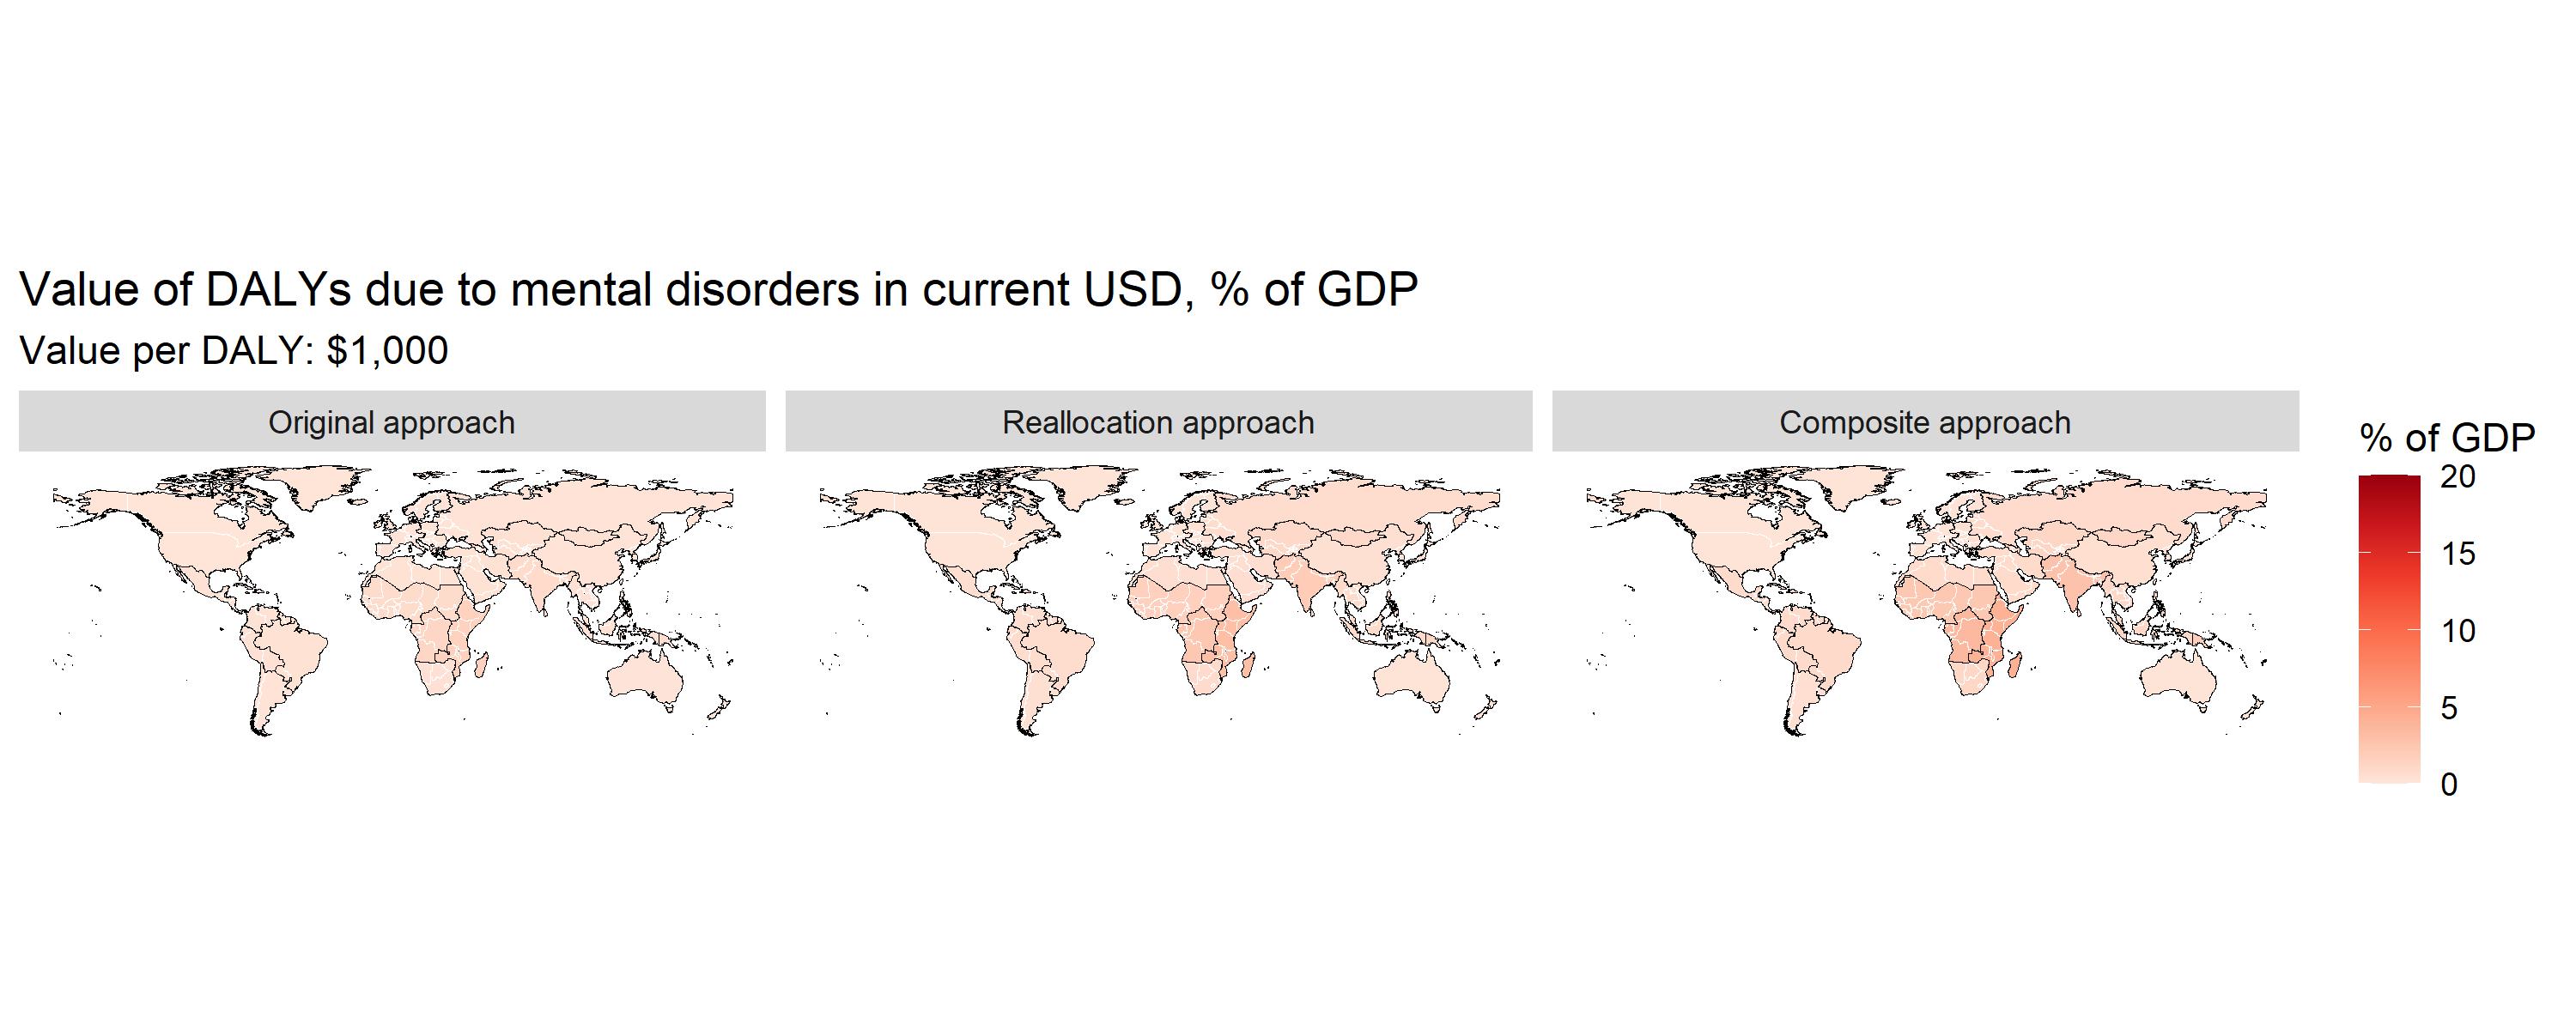 Value of DALYs due to mental disorders in current USD, % of GDP
Value per DALY: $1,000
Original approach
Reallocation approach
Composite approach
% of GDP
20
15
10
5
0